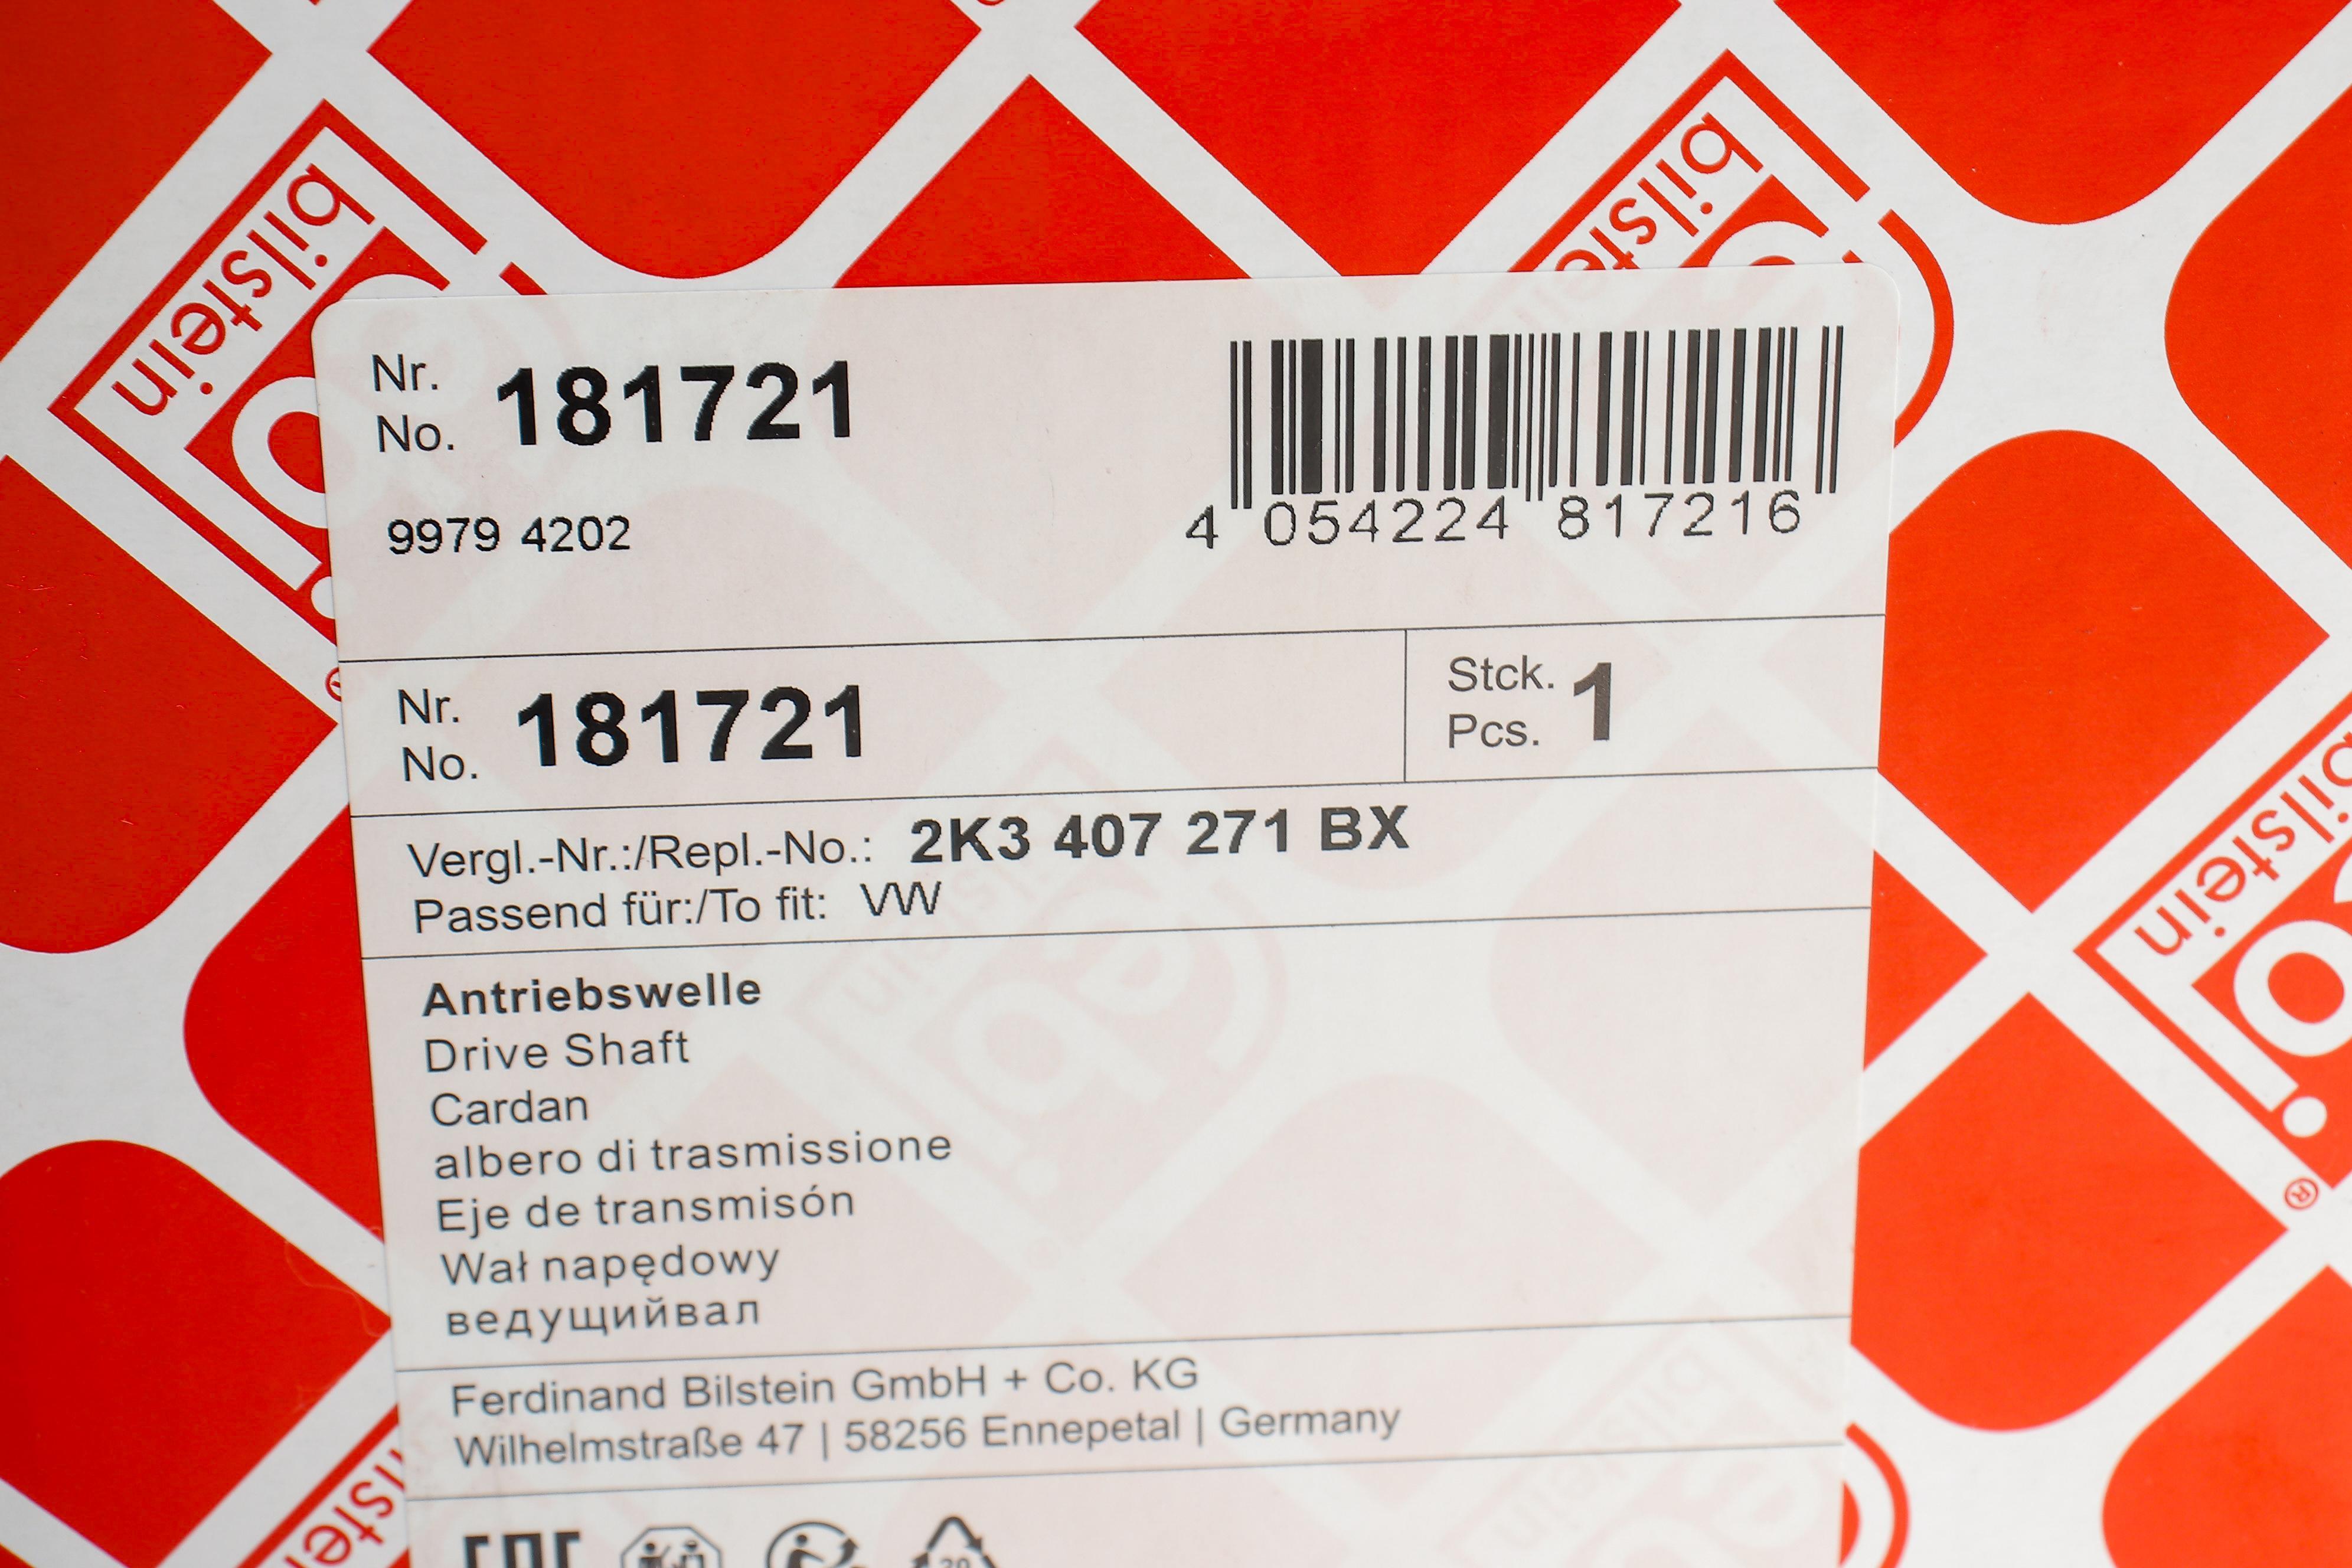 bilstein
bilste
Nr.
No. 181721
4 054224 817216
9979 4202
Nr.
No. 181721
Stck.
Pcs. 1
Vergl.-Nr.:/Repl.-No.: 2K3 407 271 BX
Passend für:/To fit: VW
bilstein
Antriebswelle
Drive Shaft
Cardan
albero di trasmissione
Eje de transmisón
Wał napędowy
ведущийвал
Ferdinand Bilstein GmbH + Co. KG
Wilhelmstraße 47 | 58256 Ennepetal | Germany